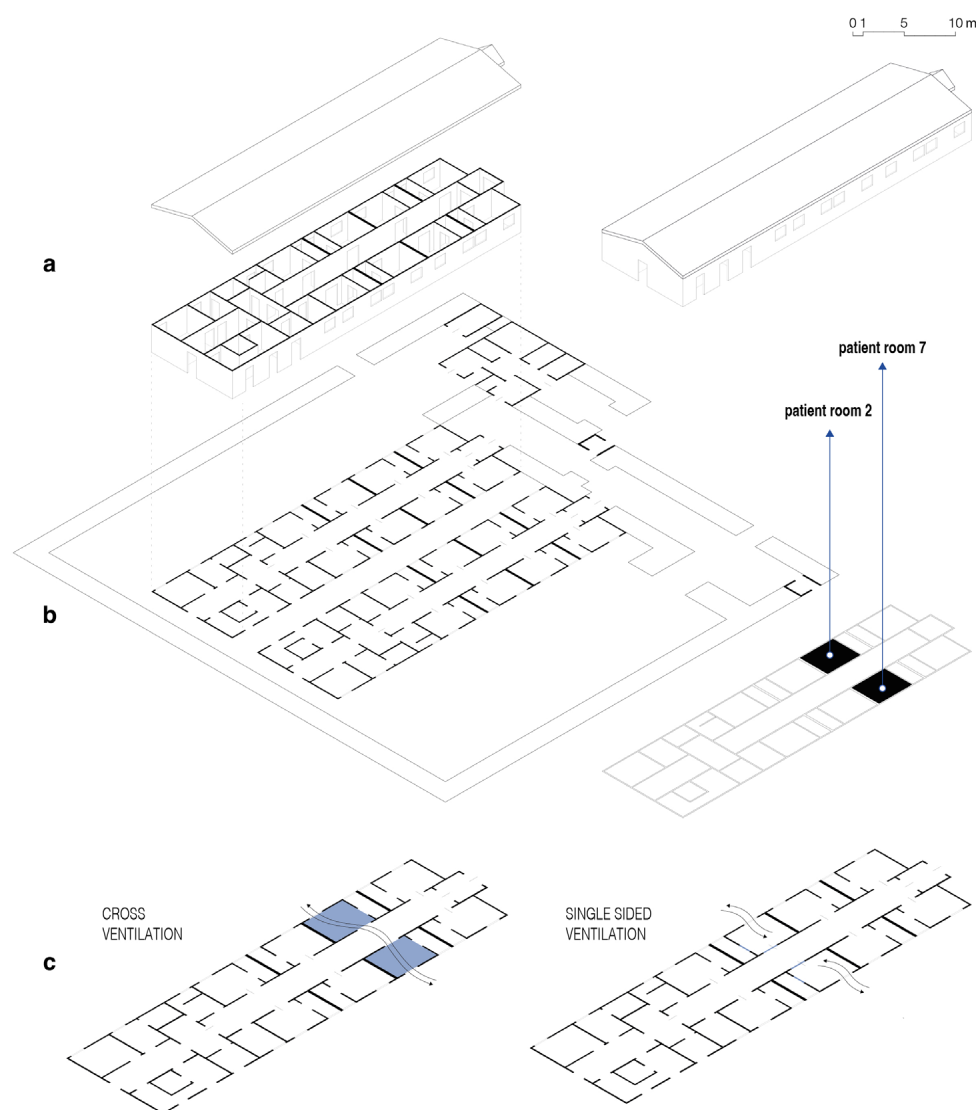 0 1 5 10 m
a
patient room 7
patient room 2
b
CROSS
VENTILATION
SINGLE SIDED
VENTILATION
c